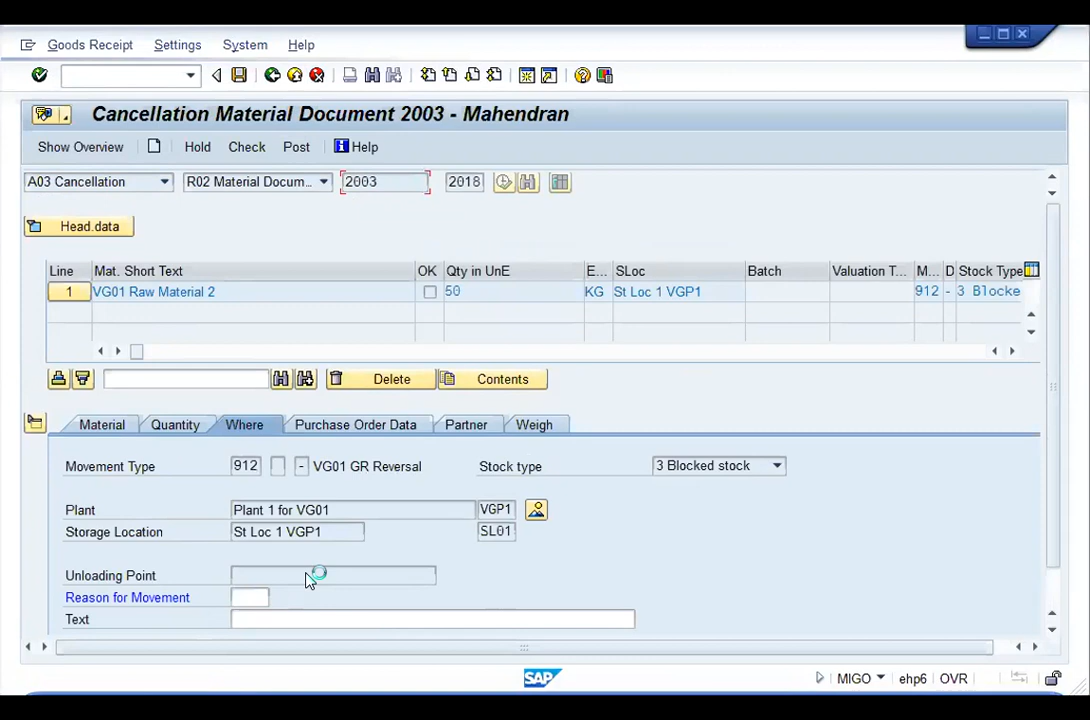 Goods Receipt Settings System Help
Cancellation Material Document 2003 - Mahendran
Show Overview Hold Check Post Help
A03 Cancellation R02 Material Docum... 2003 2018
Head.data
Line Mat. Short Text OK Qty in UnE E... SLoc Batch Valuation T... M... D Stock Type
1 VG01 Raw Material 2 50 KG St Loc 1 VGP1 912 - 3 Blocke
Delete Contents
Material Quantity Where Purchase Order Data Partner Weigh
Movement Type 912 - VG01 GR Reversal Stock type 3 Blocked stock
Plant Plant 1 for VG01 VGP1
Storage Location St Loc 1 VGP1 SL01
Unloading Point
Reason for Movement
Text
SAP MIGO ehp6 OVR